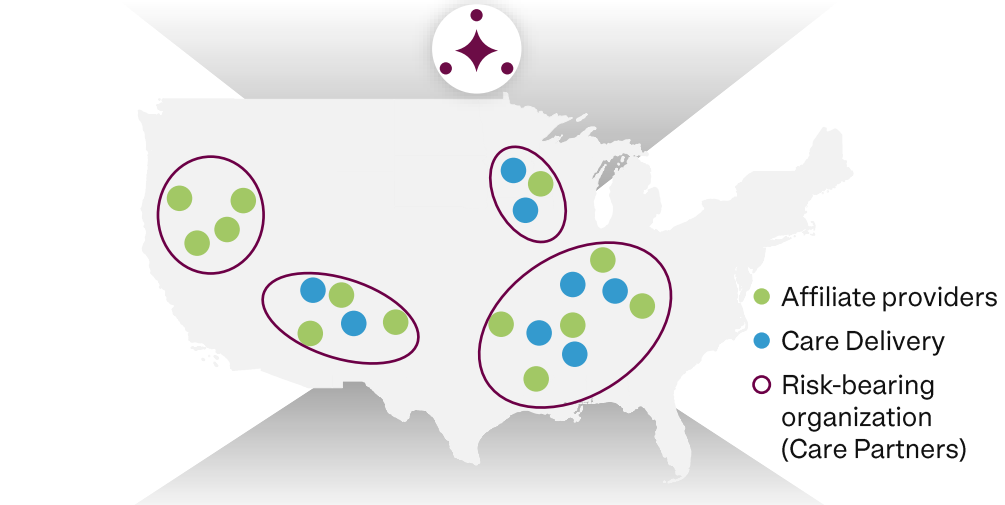 Affiliate providers
Care Delivery
Risk-bearing
organization
(Care Partners)